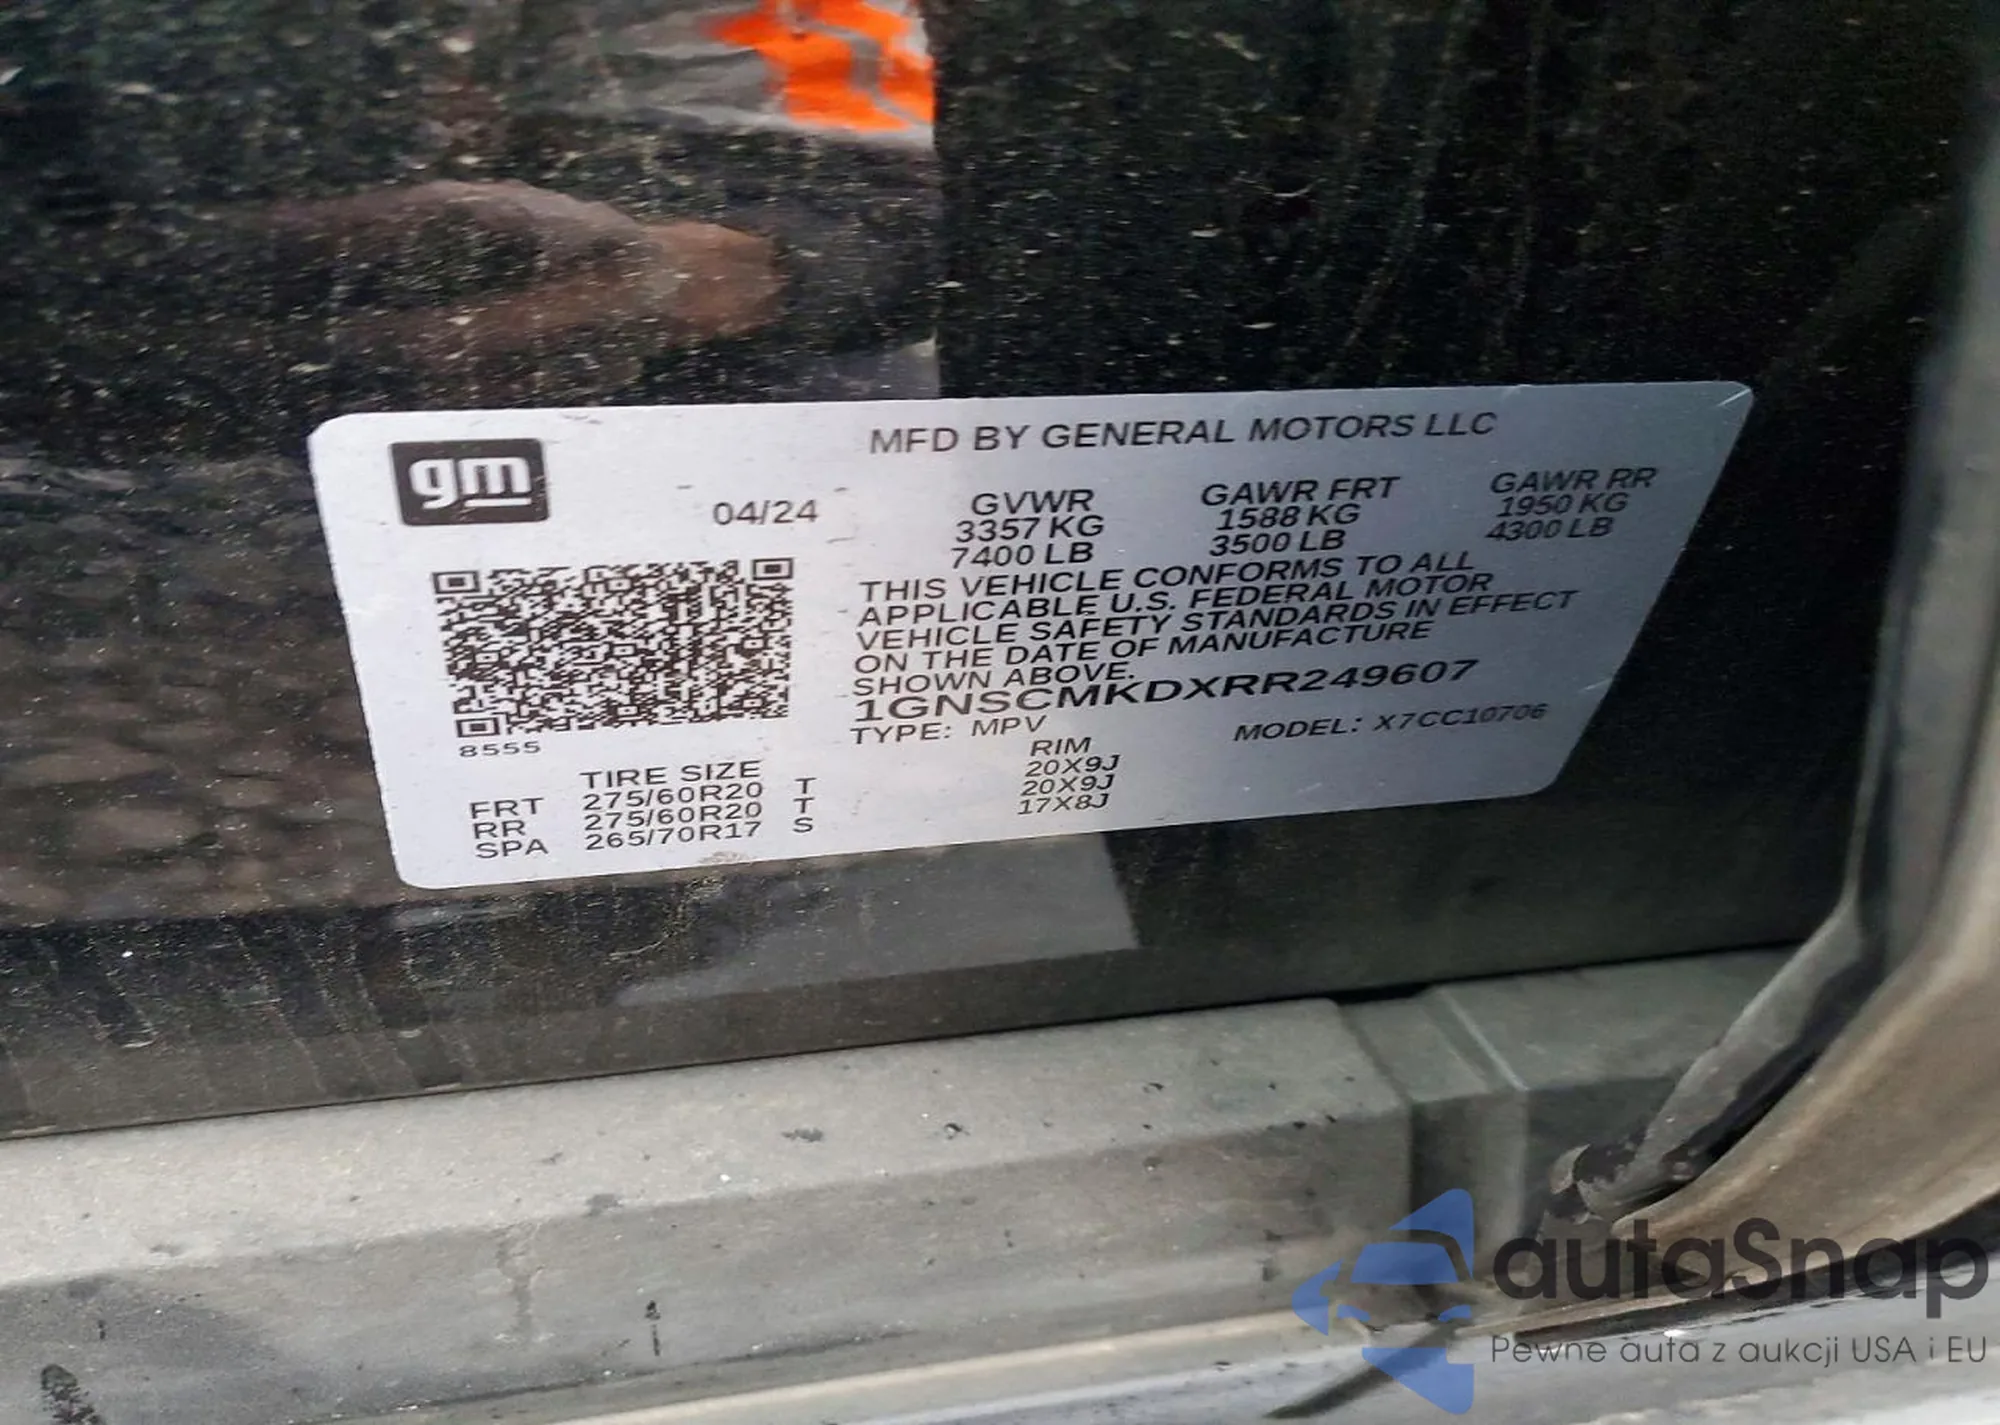 gm
MFD BY GENERAL MOTORS LLC
04/24
GVWR GAWR FRT GAWR RR
3357 KG 1588 KG 1950 KG
7400 LB 3500 LB 4300 LB
THIS VEHICLE CONFORMS TO ALL
APPLICABLE U.S. FEDERAL MOTOR
VEHICLE SAFETY STANDARDS IN EFFECT
ON THE DATE OF MANUFACTURE
SHOWN ABOVE.
1GNSCMKDXRR249607
TYPE: MPV MODEL: X7CC10706
8555
TIRE SIZE RIM
FRT 275/60R20 T 20X9J
RR 275/60R20 T 20X9J
SPA 265/70R17 S 17X8J
autaSnap
Pewne auta z aukcji USA i EU